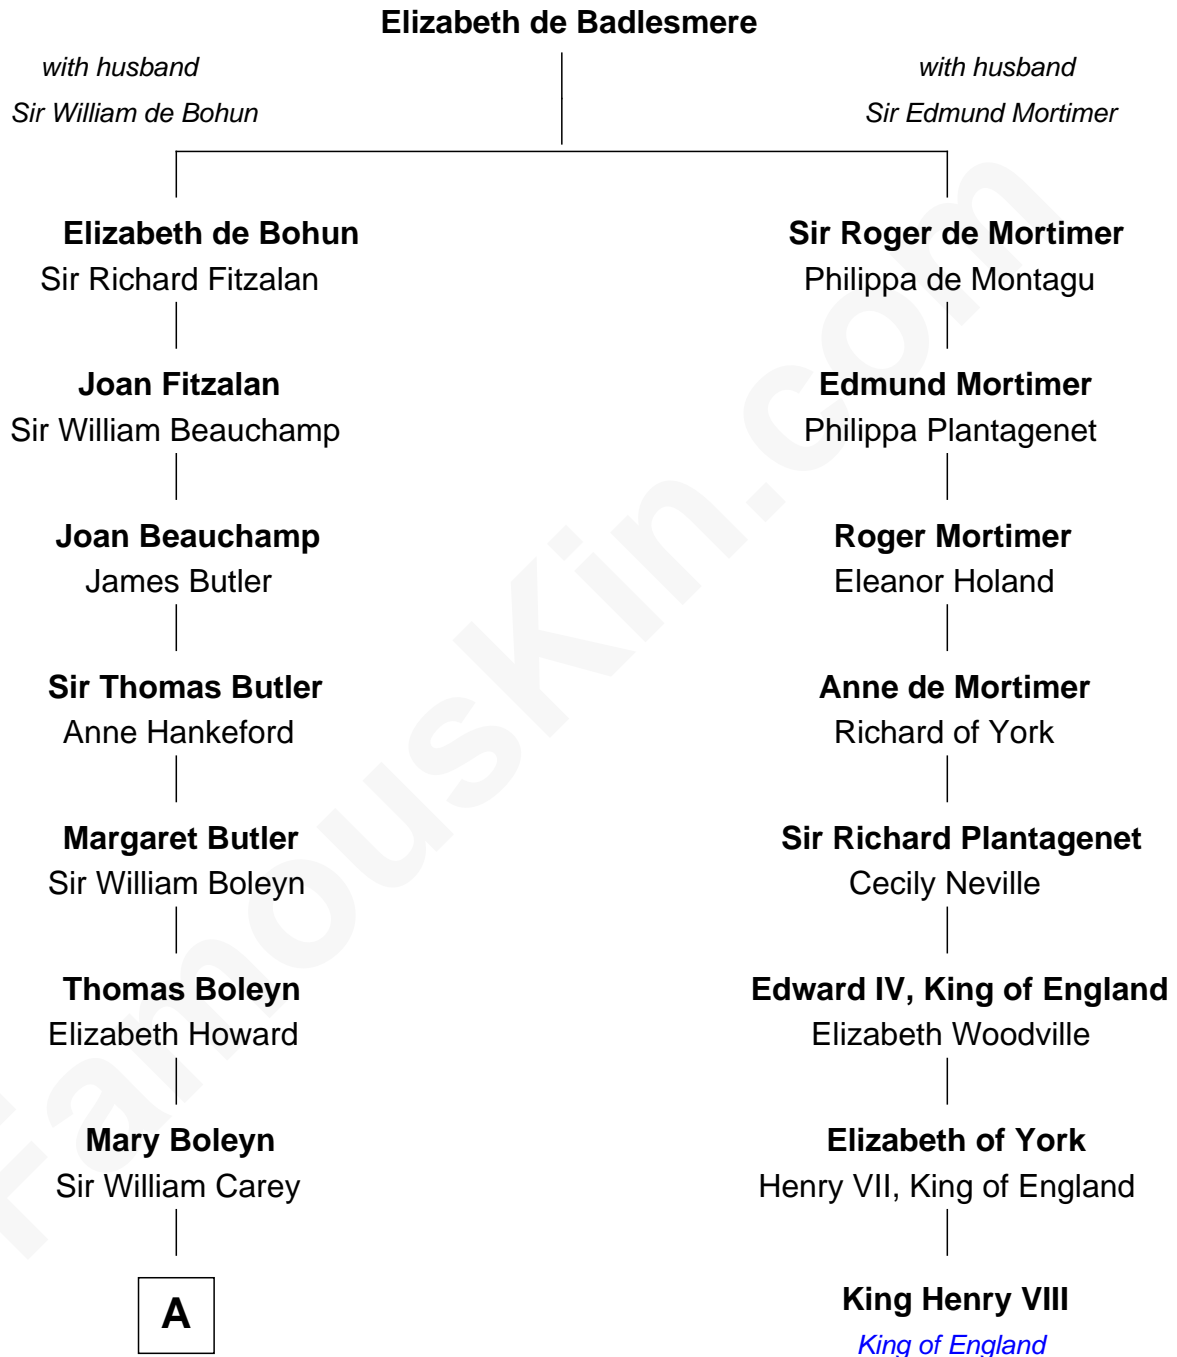 Elizabeth de Badlesmere
with husband
Sir William de Bohun
with husband
Sir Edmund Mortimer
Elizabeth de Bohun
Sir Richard Fitzalan
Sir Roger de Mortimer
Philippa de Montagu
Joan Fitzalan
Sir William Beauchamp
Edmund Mortimer
Philippa Plantagenet
Joan Beauchamp
James Butler
Roger Mortimer
Eleanor Holand
Sir Thomas Butler
Anne Hankeford
Anne de Mortimer
Richard of York
Margaret Butler
Sir William Boleyn
Sir Richard Plantagenet
Cecily Neville
Thomas Boleyn
Elizabeth Howard
Edward IV, King of England
Elizabeth Woodville
Mary Boleyn
Sir William Carey
Elizabeth of York
Henry VII, King of England
A
King Henry VIII
King of England
FamousKin.com